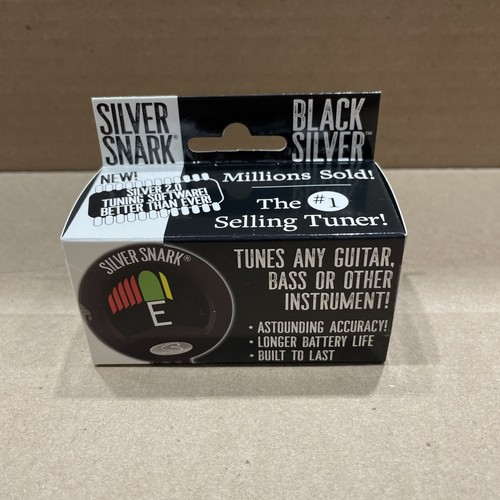 SILVER
SNARK®
BLACK
SILVER™
NEW!
SILVER 2.0
TUNING SOFTWARE!
BETTER THAN EVER!
Millions Sold!
The #1
Selling Tuner!
SILVER SNARK®
E
TUNES ANY GUITAR,
BASS OR OTHER
INSTRUMENT!
• ASTOUNDING ACCURACY!
• LONGER BATTERY LIFE
• BUILT TO LAST